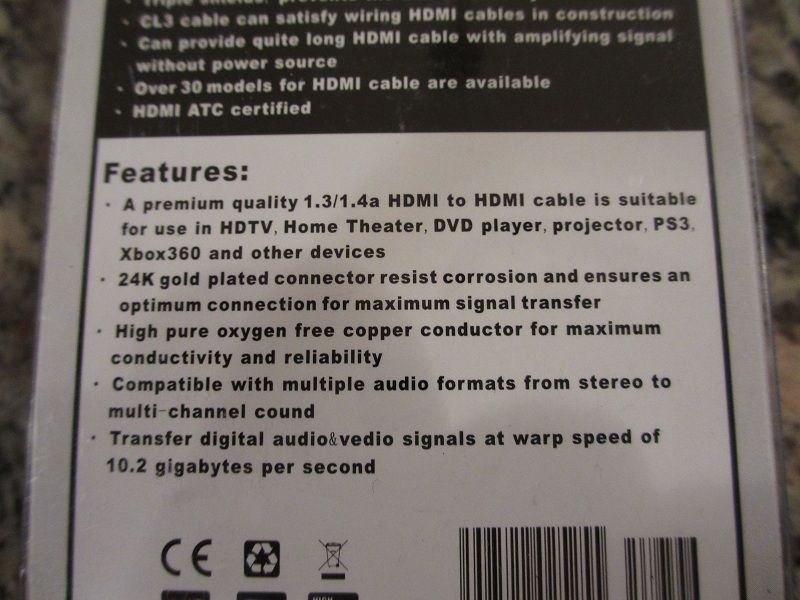 · Triple shields, prevents the
· CL3 cable can satisfy wiring HDMI cables in construction
· Can provide quite long HDMI cable with amplifying signal
without power source
· Over 30 models for HDMI cable are available
· HDMI ATC certified
Features:
· A premium quality 1.3/1.4a HDMI to HDMI cable is suitable
for use in HDTV, Home Theater, DVD player, projector, PS3,
Xbox360 and other devices
· 24K gold plated connector resist corrosion and ensures an
optimum connection for maximum signal transfer
· High pure oxygen free copper conductor for maximum
conductivity and reliability
· Compatible with multiple audio formats from stereo to
multi-channel cound
· Transfer digital audio&vedio signals at warp speed of
10.2 gigabytes per second
CE
HIGH